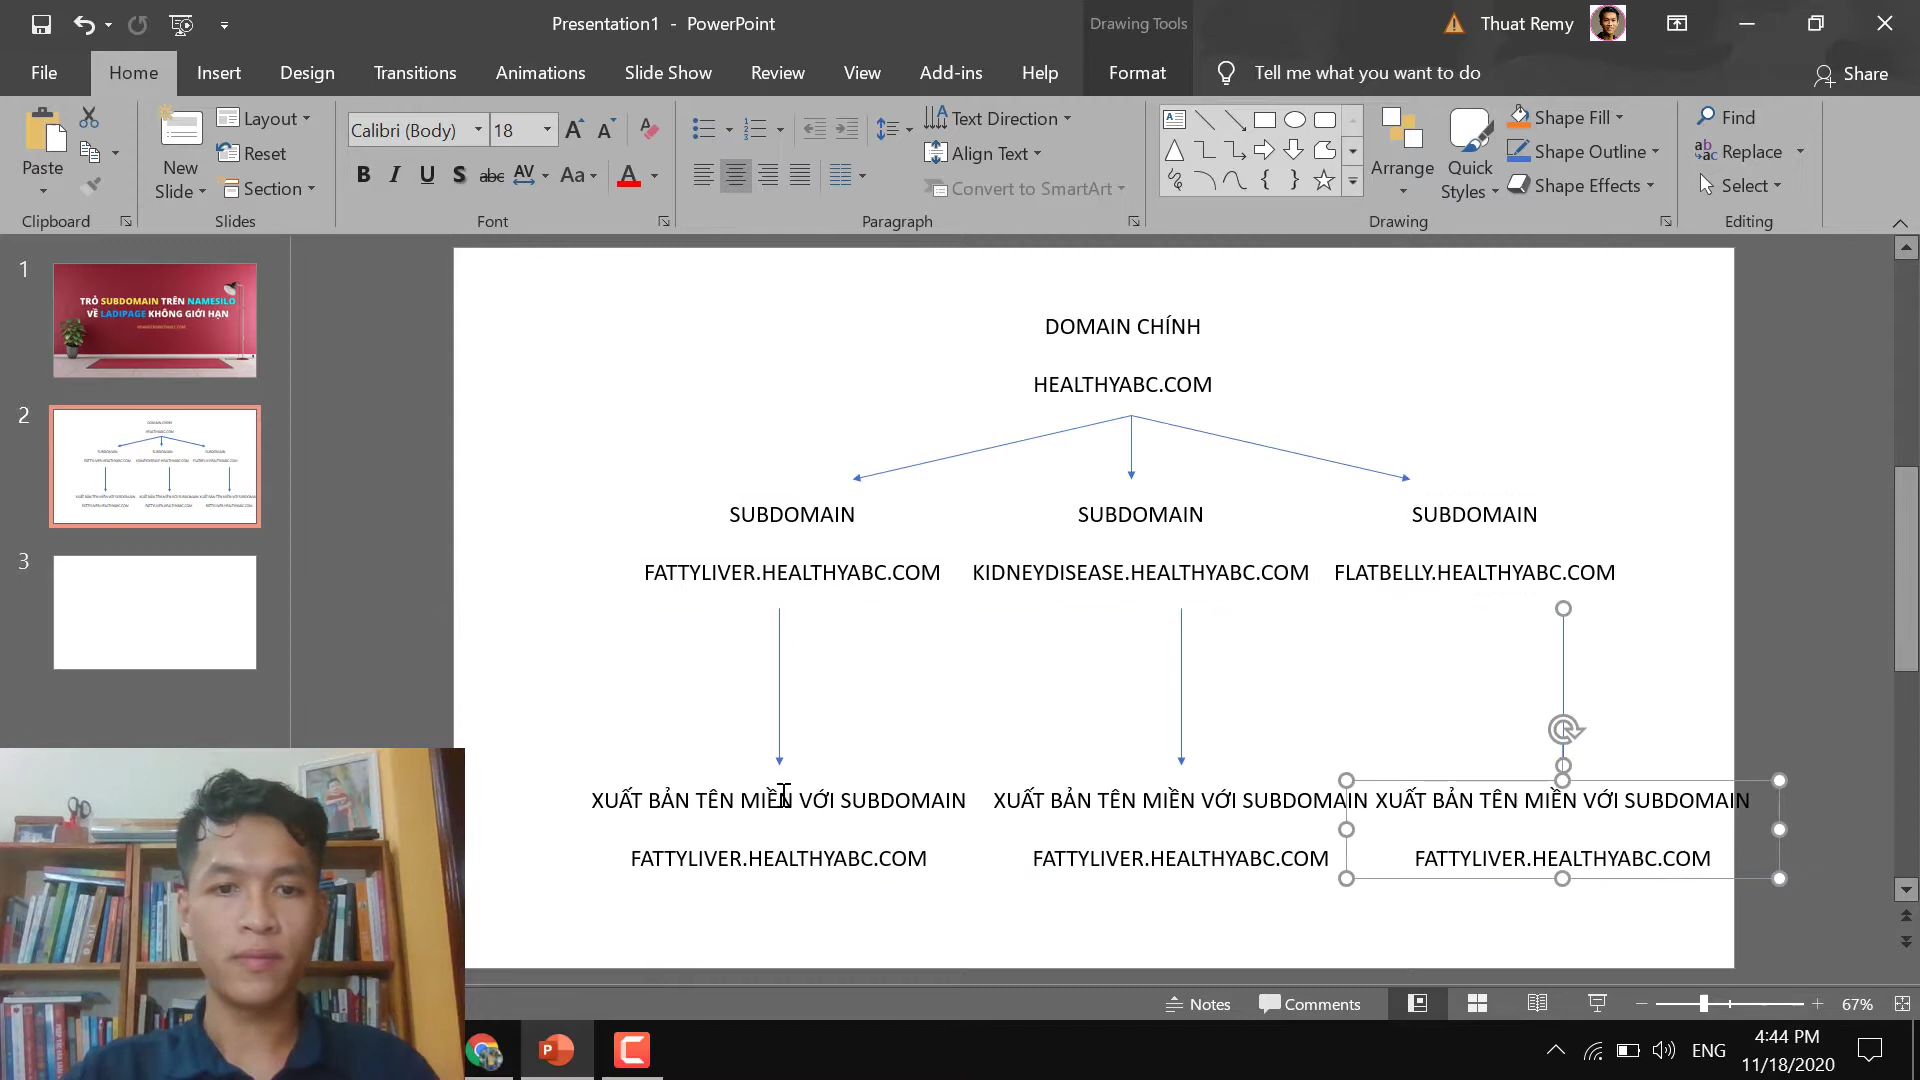 Presentation1 - PowerPoint
Drawing Tools
Thuat Remy
File
Home
Insert
Design
Transitions
Animations
Slide Show
Review
View
Add-ins
Help
Format
Tell me what you want to do
Share
Paste
Clipboard
New Slide
Layout
Reset
Section
Slides
Calibri (Body)
18
B I U S abc AV Aa A
Font
Text Direction
Align Text
Convert to SmartArt
Paragraph
Arrange
Quick Styles
Shape Fill
Shape Outline
Shape Effects
Drawing
Find
Replace
Select
Editing
1
TRỎ SUBDOMAIN TRÊN NAMESILO
VỀ LADIPAGE KHÔNG GIỚI HẠN
2
3
DOMAIN CHÍNH
HEALTHYABC.COM
SUBDOMAIN
FATTYLIVER.HEALTHYABC.COM
SUBDOMAIN
KIDNEYDISEASE.HEALTHYABC.COM
SUBDOMAIN
FLATBELLY.HEALTHYABC.COM
XUẤT BẢN TÊN MIỀN VỚI SUBDOMAIN
FATTYLIVER.HEALTHYABC.COM
XUẤT BẢN TÊN MIỀN VỚI SUBDOMAIN
FATTYLIVER.HEALTHYABC.COM
XUẤT BẢN TÊN MIỀN VỚI SUBDOMAIN
FATTYLIVER.HEALTHYABC.COM
Notes
Comments
67%
ENG
4:44 PM
11/18/2020